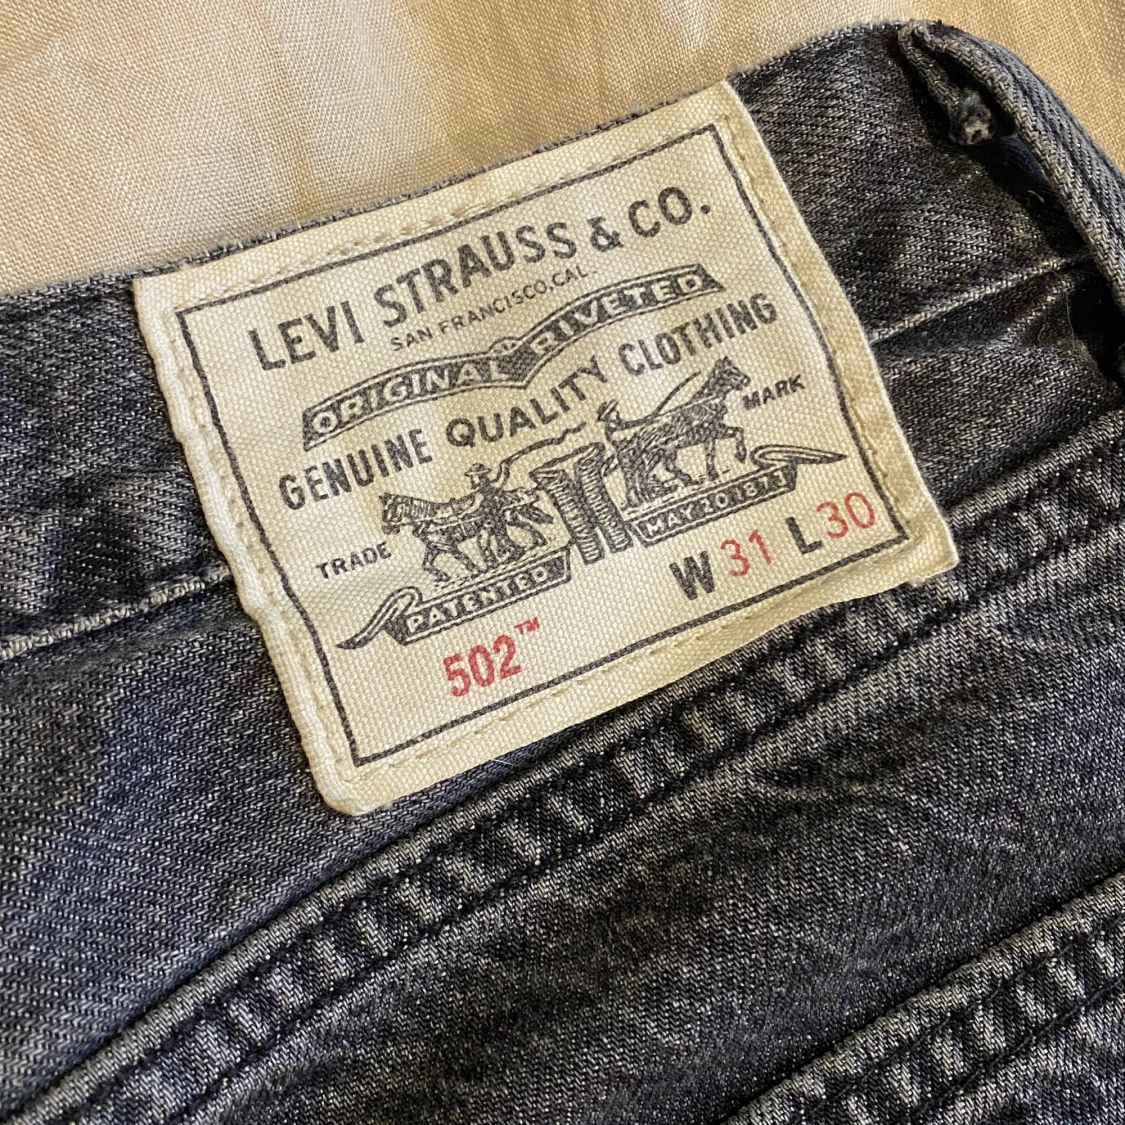 LEVI STRAUSS & CO.
SAN FRANCISCO, CAL.
ORIGINAL RIVETED
GENUINE QUALITY CLOTHING
TRADE MARK
PATENTED MAY 20 1873
502™ W 31 L 30